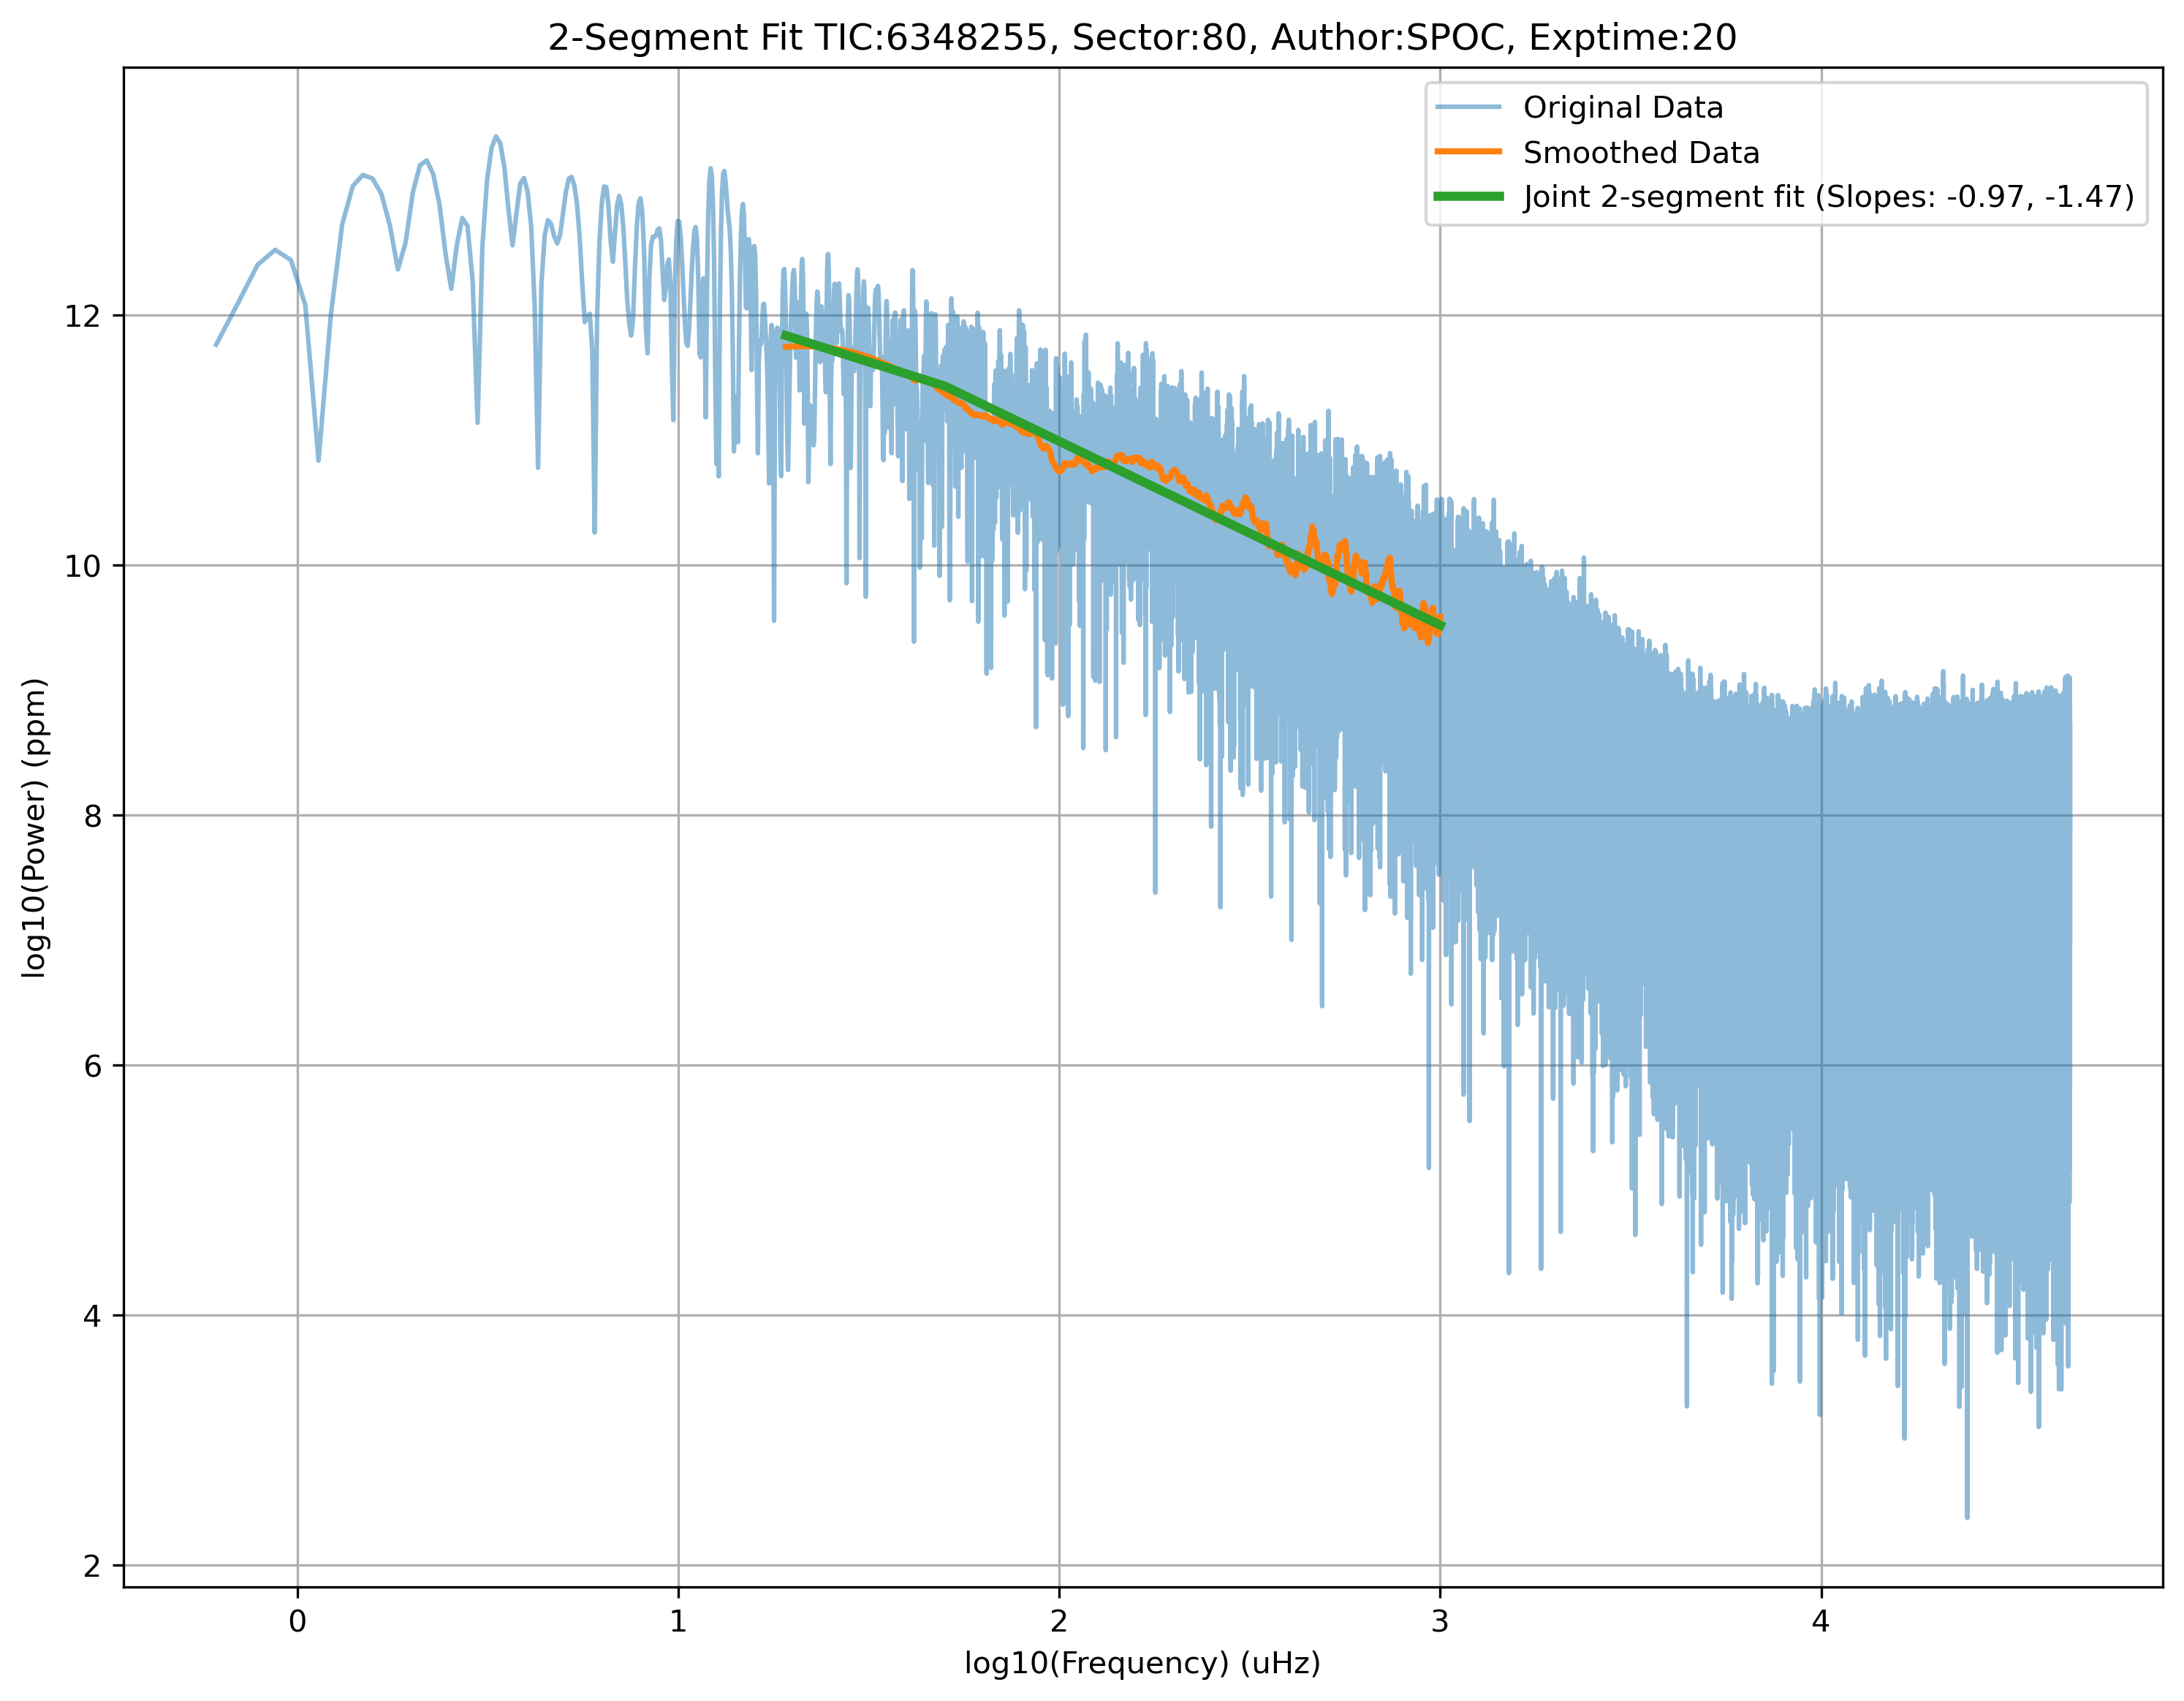 2-Segment Fit TIC:6348255, Sector:80, Author:SPOC, Exptime:20
Original Data
Smoothed Data
Joint 2-segment fit (Slopes: -0.97, -1.47)
log10(Power) (ppm)
12
10
8
6
4
2
0 1 2 3 4
log10(Frequency) (uHz)